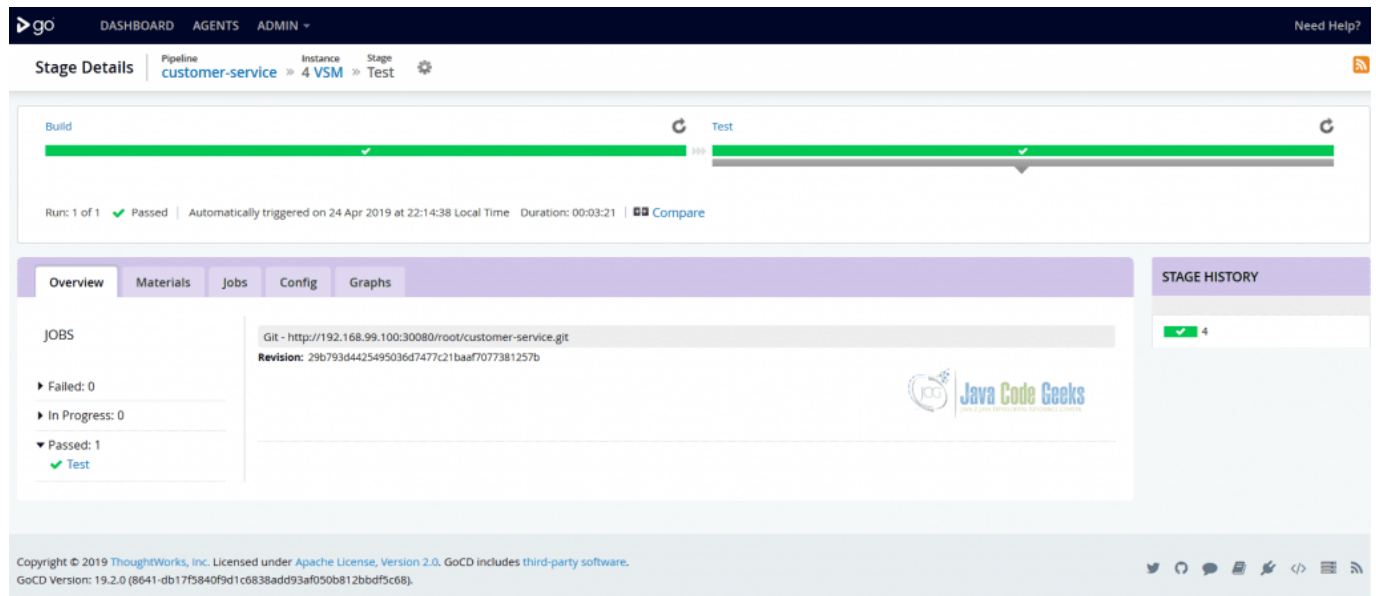 go DASHBOARD AGENTS ADMIN Need Help?
Stage Details Pipeline customer-service » Instance 4 VSM » Stage Test
Build Test
Run: 1 of 1 Passed Automatically triggered on 24 Apr 2019 at 22:14:38 Local Time Duration: 00:03:21 Compare
Overview Materials Jobs Config Graphs
STAGE HISTORY
4
JOBS
Failed: 0
In Progress: 0
Passed: 1
Test
Git - http://192.168.99.100:30080/root/customer-service.git
Revision: 29b793d4425495036d7477c21baaf7077381257b
Java Code Geeks
Copyright © 2019 ThoughtWorks, Inc. Licensed under Apache License, Version 2.0. GoCD includes third-party software.
GoCD Version: 19.2.0 (8641-db17f5840f9d1c6838add93af050b812bbdf5c68).